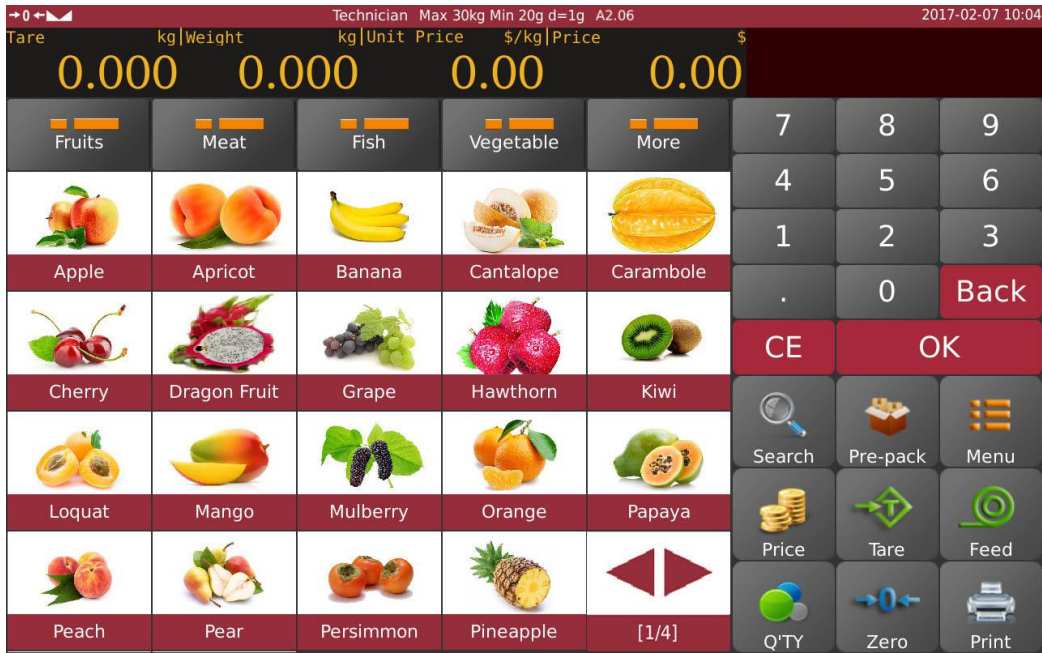 →0← Technician Max 30kg Min 20g d=1g A2.06 2017-02-07 10:04
Tare kg|Weight kg|Unit Price $/kg|Price $
0.000 0.000 0.00 0.00
Fruits Meat Fish Vegetable More
7 8 9
4 5 6
Apple Apricot Banana Cantalope Carambole
1 2 3
. 0 Back
CE OK
Cherry Dragon Fruit Grape Hawthorn Kiwi
Search Pre-pack Menu
Loquat Mango Mulberry Orange Papaya
T
Price Tare Feed
Peach Pear Persimmon Pineapple [1/4]
→0←
Q'TY Zero Print